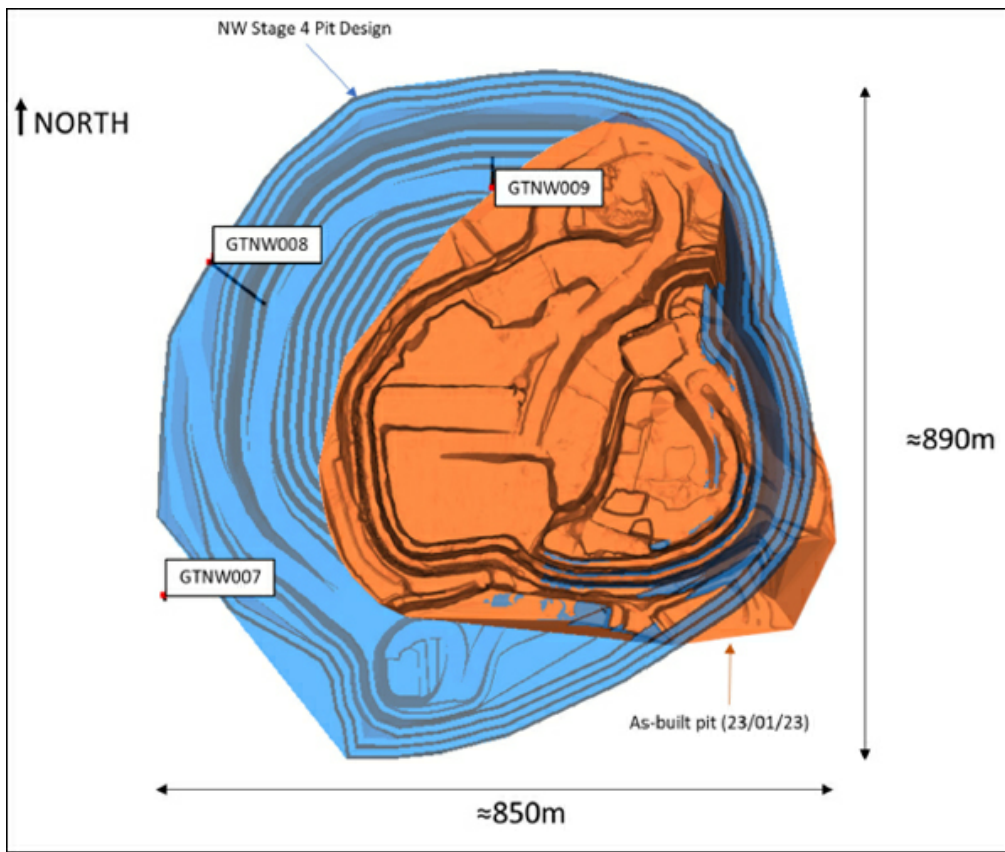 NW Stage 4 Pit Design
NORTH
GTNW009
GTNW008
≈890m
GTNW007
As-built pit (23/01/23)
≈850m